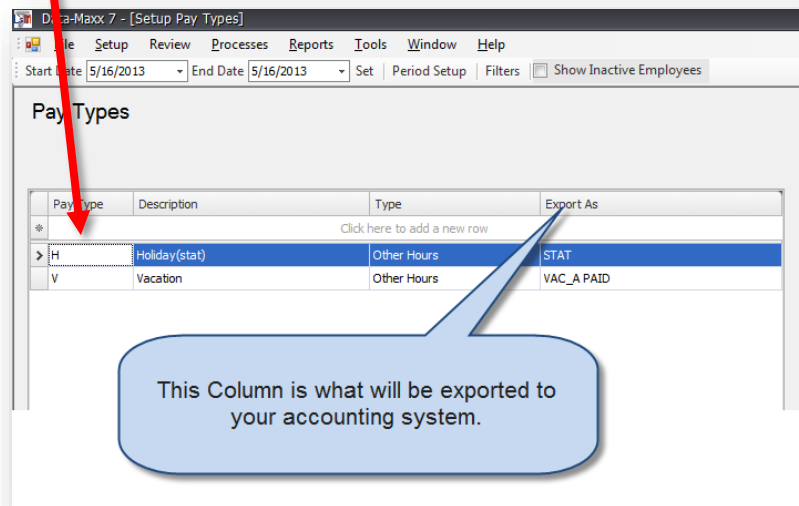 Data-Maxx 7 - [Setup Pay Types]
File Setup Review Processes Reports Tools Window Help
Start Date 5/16/2013 End Date 5/16/2013 Set Period Setup Filters Show Inactive Employees
Pay Types
Pay Type Description Type Export As
Click here to add a new row
H Holiday(stat) Other Hours STAT
V Vacation Other Hours VAC_A PAID
This Column is what will be exported to
your accounting system.